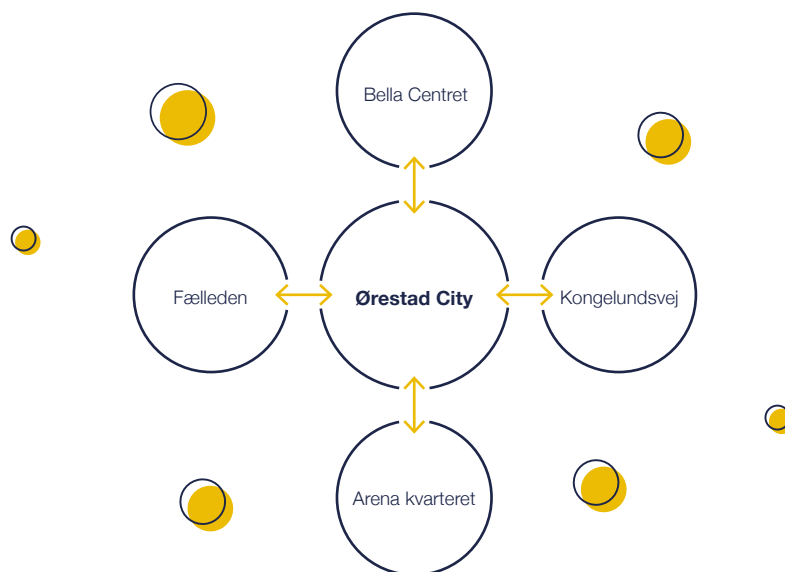 Bella Centret
Fælleden
Ørestad City
Kongelundsvej
Arena kvarteret